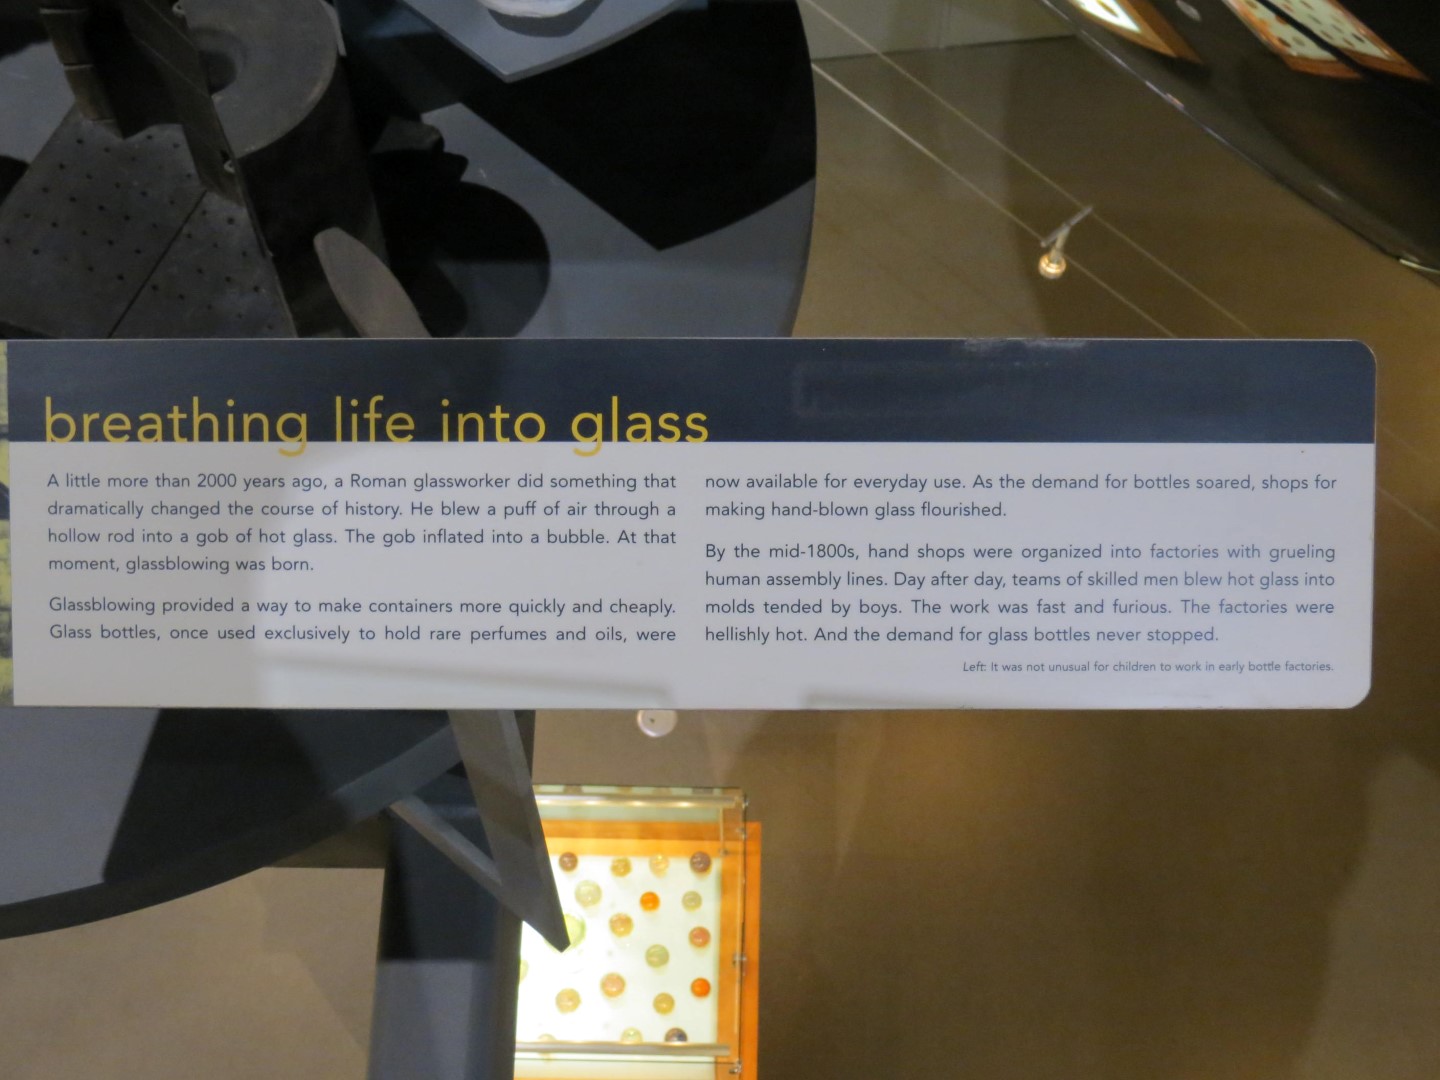 breathing life into glass
A little more than 2000 years ago, a Roman glassworker did something that
dramatically changed the course of history. He blew a puff of air through a
hollow rod into a gob of hot glass. The gob inflated into a bubble. At that
moment, glassblowing was born.
Glassblowing provided a way to make containers more quickly and cheaply.
Glass bottles, once used exclusively to hold rare perfumes and oils, were
now available for everyday use. As the demand for bottles soared, shops for
making hand-blown glass flourished.
By the mid-1800s, hand shops were organized into factories with grueling
human assembly lines. Day after day, teams of skilled men blew hot glass into
molds tended by boys. The work was fast and furious. The factories were
hellishly hot. And the demand for glass bottles never stopped.
Left: It was not unusual for children to work in early bottle factories.